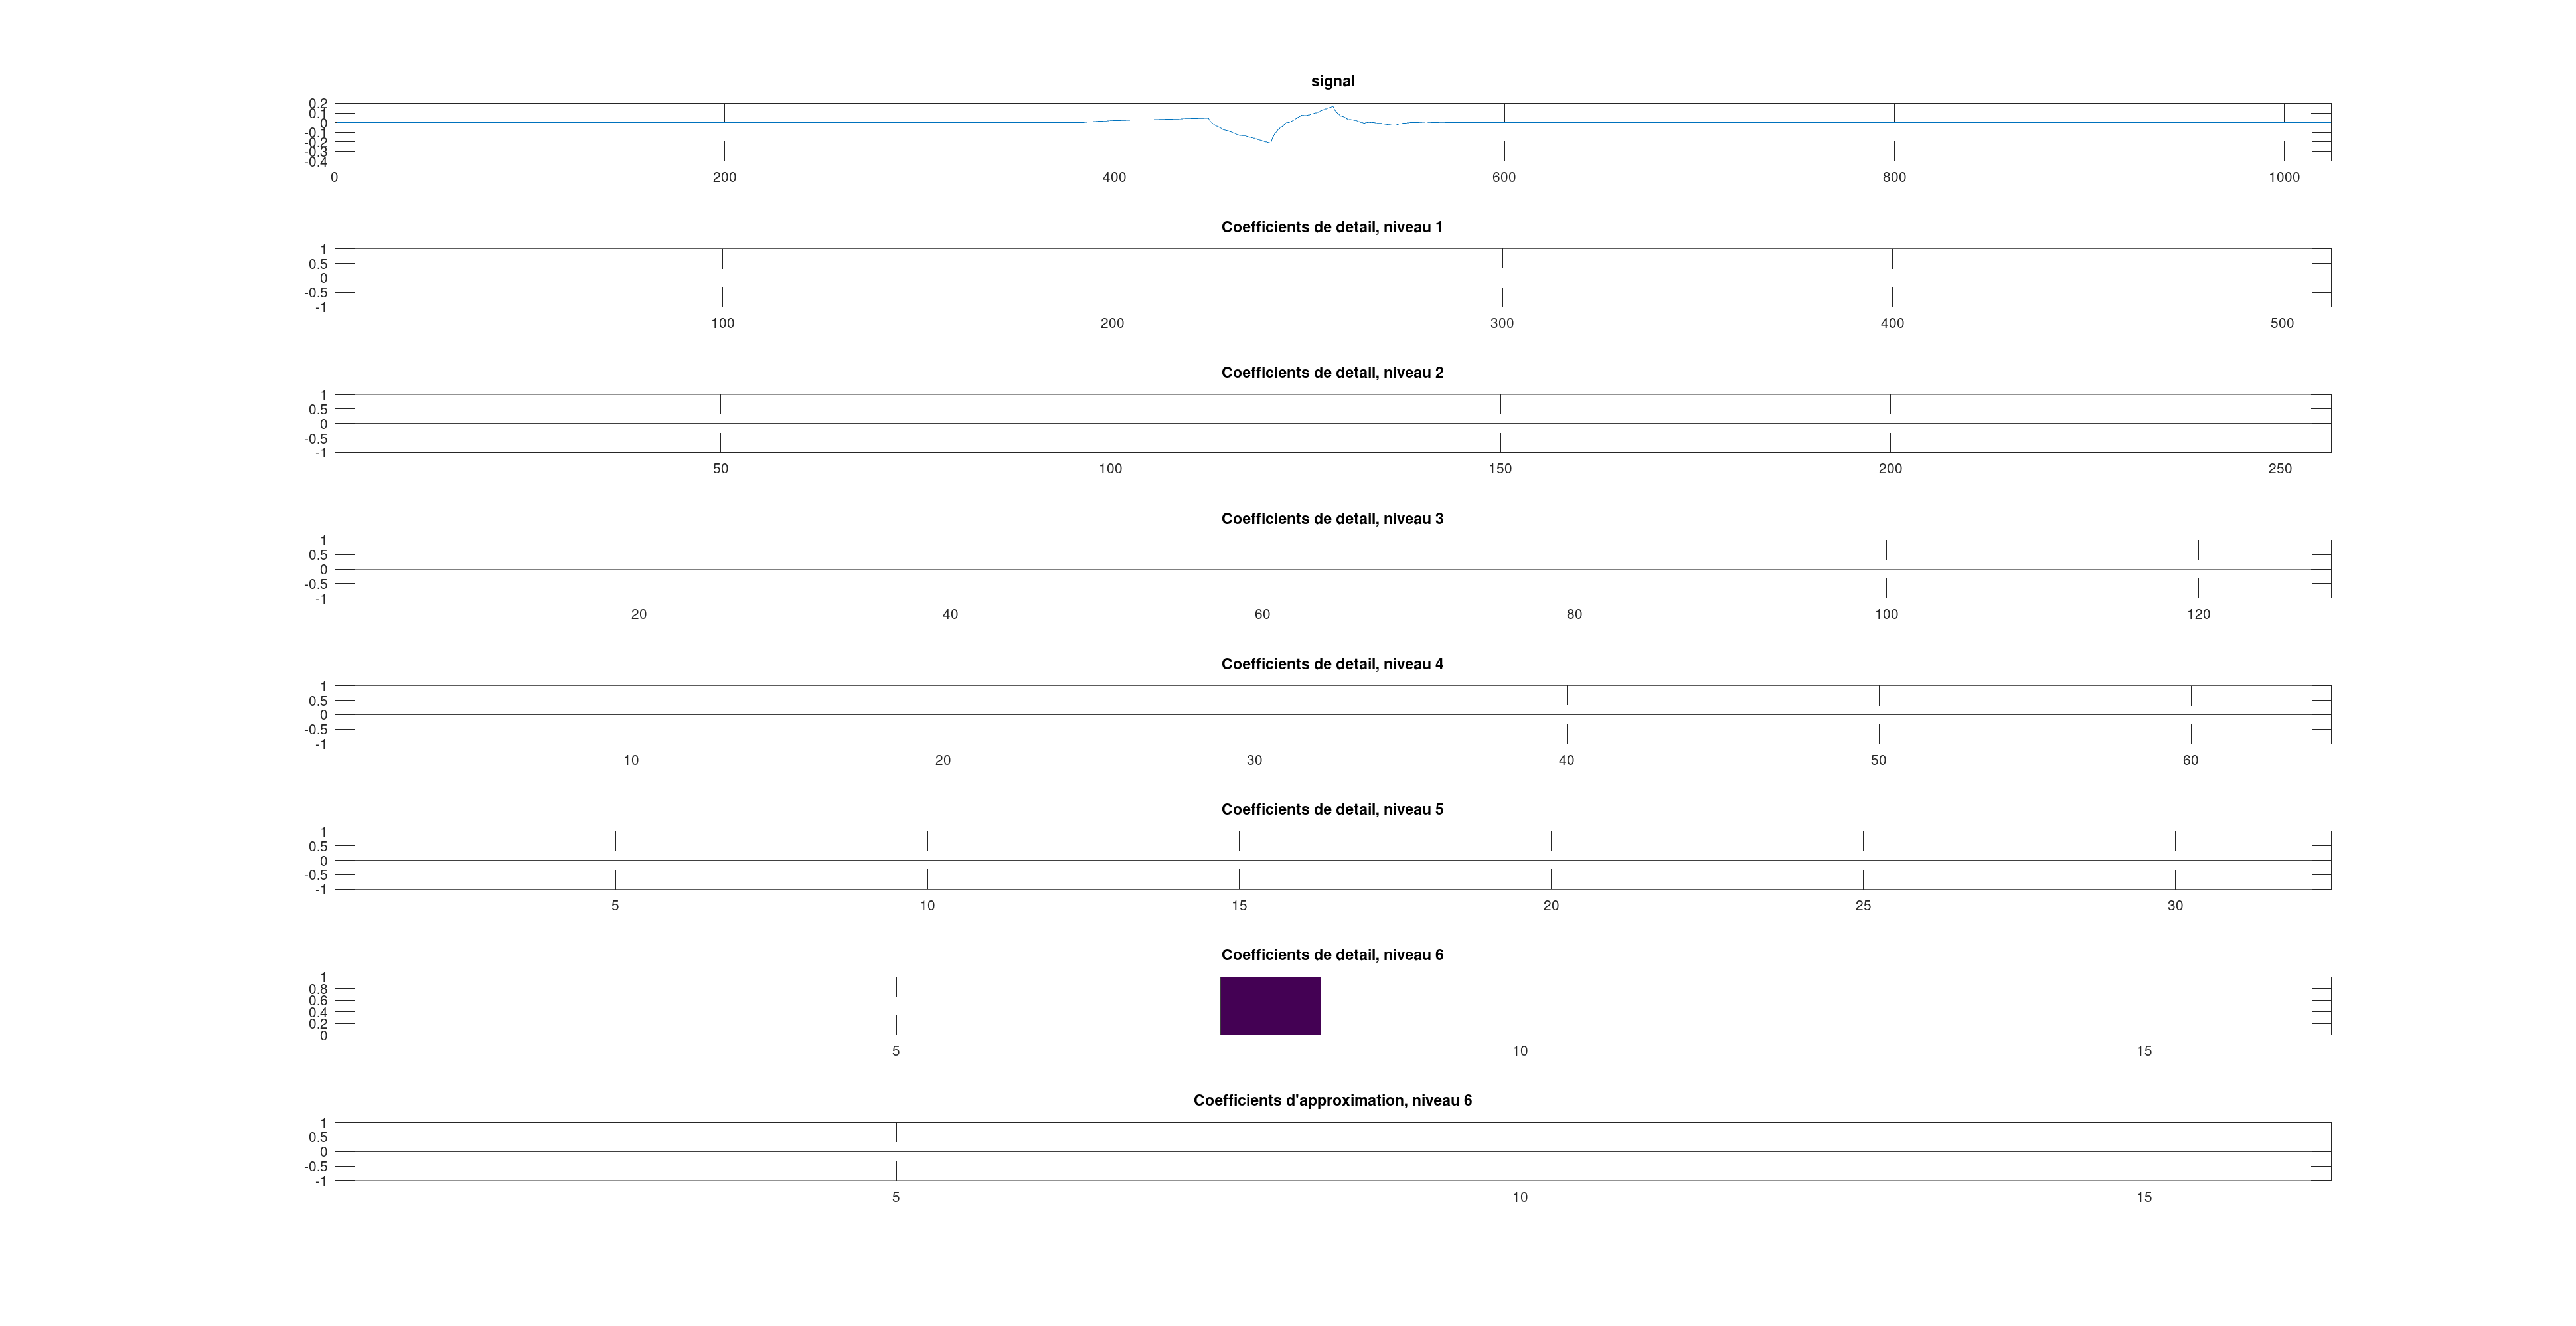 signal
0.2
0.1
0
-0.1
-0.2
-0.3
-0.4
0 200 400 600 800 1000
Coefficients de detail, niveau 1
1
0.5
0
-0.5
-1
100 200 300 400 500
Coefficients de detail, niveau 2
1
0.5
0
-0.5
-1
50 100 150 200 250
Coefficients de detail, niveau 3
1
0.5
0
-0.5
-1
20 40 60 80 100 120
Coefficients de detail, niveau 4
1
0.5
0
-0.5
-1
10 20 30 40 50 60
Coefficients de detail, niveau 5
1
0.5
0
-0.5
-1
5 10 15 20 25 30
Coefficients de detail, niveau 6
1
0.8
0.6
0.4
0.2
0
5 10 15
Coefficients d'approximation, niveau 6
1
0.5
0
-0.5
-1
5 10 15